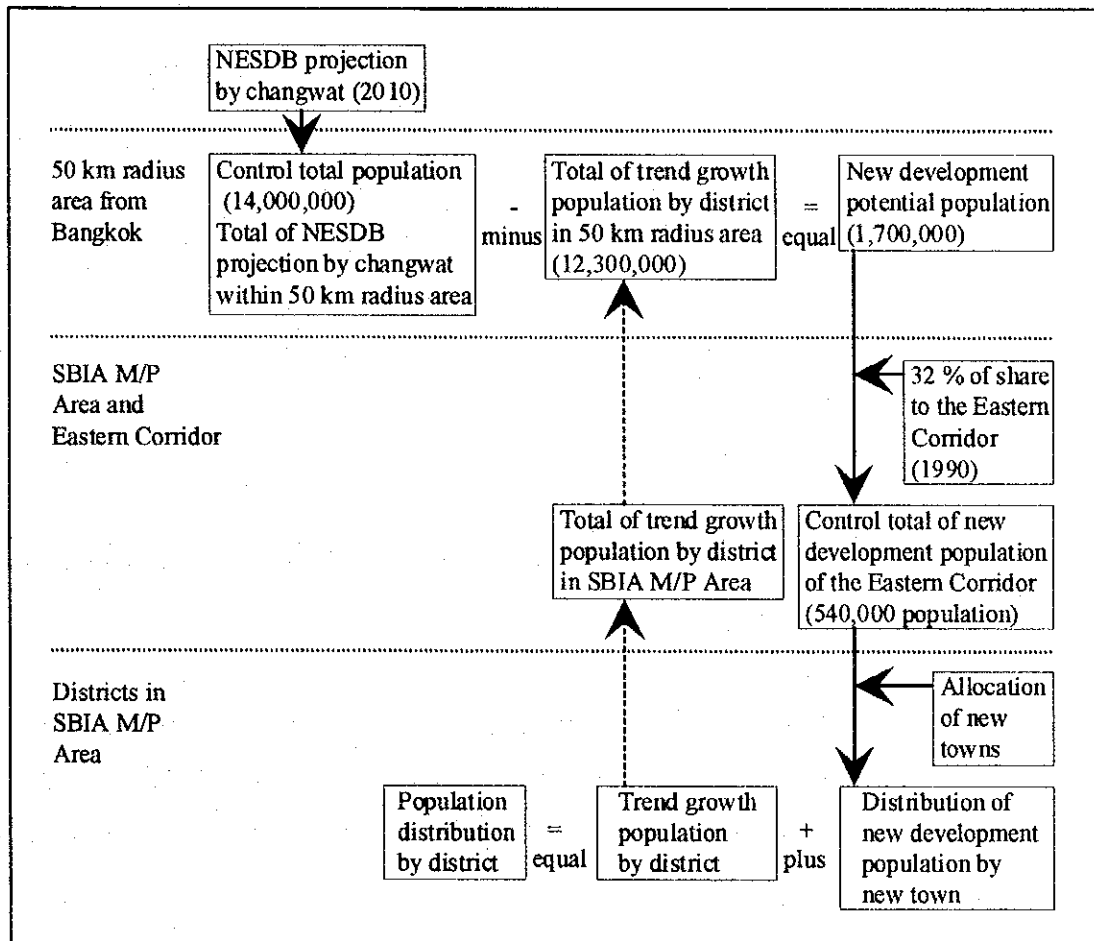 NESDB projection
by changwat (2010)
50 km radius
area from
Bangkok
Control total population
(14,000,000)
Total of NESDB
projection by changwat
within 50 km radius area
-
minus
Total of trend growth
population by district
in 50 km radius area
(12,300,000)
=
equal
New development
potential population
(1,700,000)
SBIA M/P
Area and
Eastern Corridor
32 % of share
to the Eastern
Corridor
(1990)
Total of trend growth
population by district
in SBIA M/P Area
Control total of new
development population
of the Eastern Corridor
(540,000 population)
Districts in
SBIA M/P
Area
Allocation
of new
towns
Population
distribution
by district
=
equal
Trend growth
population
by district
+
plus
Distribution of
new development
population by
new town